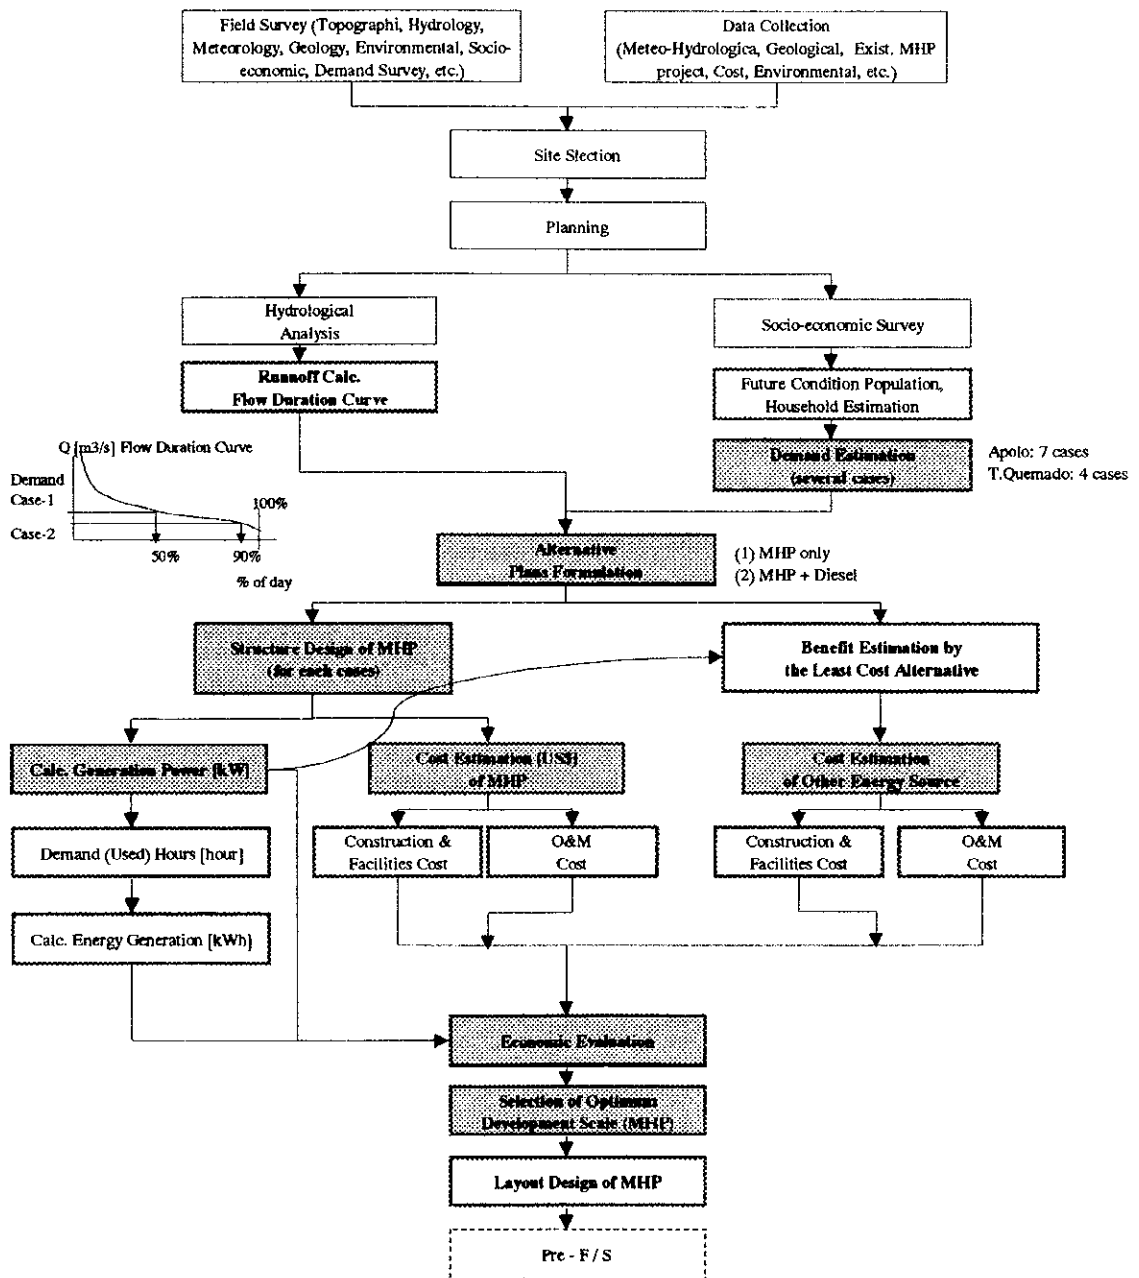 Field Survey (Topographi, Hydrology,
Meteorology, Geology, Environmental, Socio-
economic, Demand Survey, etc.)
Data Collection
(Meteo-Hydrologica, Geological, Exist. MHP
project, Cost, Environmental, etc.)
Site Slection
Planning
Hydrological
Analysis
Socio-economic Survey
Runnoff Calc.
Flow Duration Curve
Future Condition Population,
Household Estimation
Q [m3/s] Flow Duration Curve
Demand
Case-1
Case-2
100%
50%
90%
% of day
Demand Estimation
(several cases)
Apolo: 7 cases
T.Quemado: 4 cases
Alternative
Plans Formulation
(1) MHP only
(2) MHP + Diesel
Structure Design of MHP
(for each cases)
Benefit Estimation by
the Least Cost Alternative
Calc. Generation Power [kW]
Cost Estimation [US$]
of MHP
Cost Estimation
of Other Energy Source
Demand (Used) Hours [hour]
Construction &
Facilities Cost
O&M
Cost
Construction &
Facilities Cost
O&M
Cost
Calc. Energy Generation [kWh]
Economic Evaluation
Selection of Optimum
Development Scale (MHP)
Layout Design of MHP
Pre - F / S